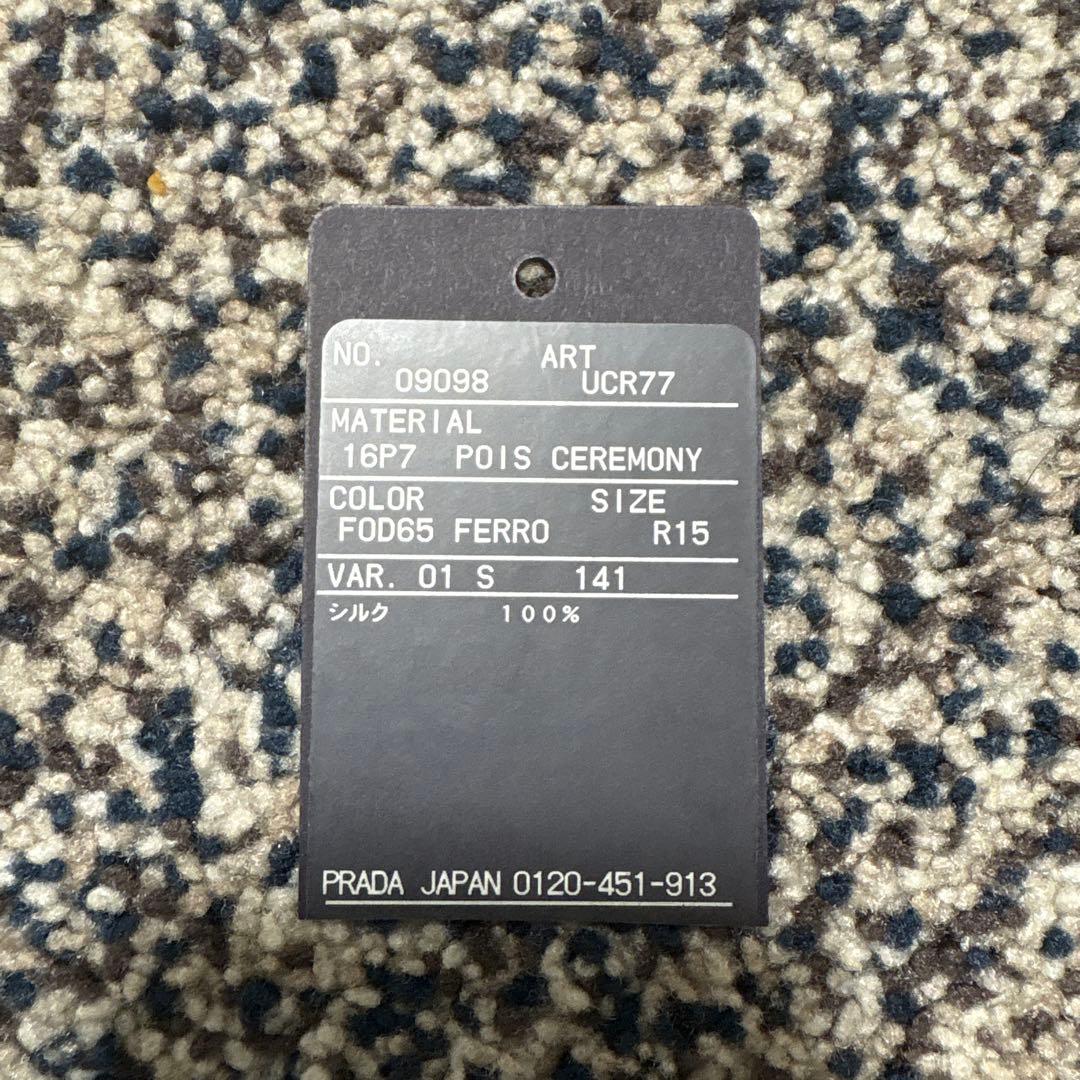 NO. ART
09098 UCR77
MATERIAL
16P7 POIS CEREMONY
COLOR SIZE
F0D65 FERRO R15
VAR. 01 S 141
シルク 100%
PRADA JAPAN 0120-451-913